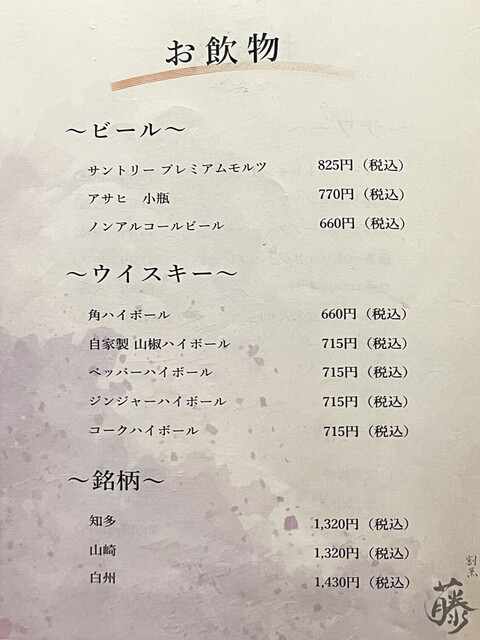 お飲物
～ビール～
サントリー プレミアムモルツ 825円（税込）
アサヒ　小瓶 770円（税込）
ノンアルコールビール 660円（税込）
～ウイスキー～
角ハイボール 660円（税込）
自家製 山椒ハイボール 715円（税込）
ペッパーハイボール 715円（税込）
ジンジャーハイボール 715円（税込）
コークハイボール 715円（税込）
～銘柄～
知多 1,320円（税込）
山崎 1,320円（税込）
白州 1,430円（税込）
割烹
藤